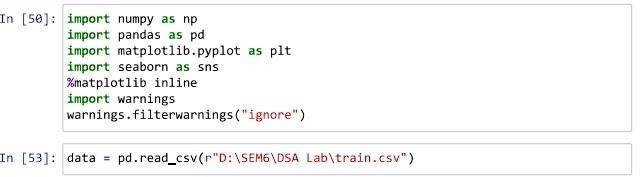 In [50]: import numpy as np
import pandas as pd
import matplotlib.pyplot as plt
import seaborn as sns
%matplotlib inline
import warnings
warnings.filterwarnings("ignore")
In [53]: data = pd.read_csv(r"D:\SEM6\DSA Lab\train.csv")